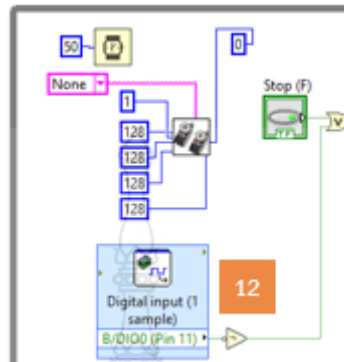 50
0
None
1
Stop (F)
128
128
128
128
TF
Digital input (1
sample)
12
B/DIO0 (Pin 11)